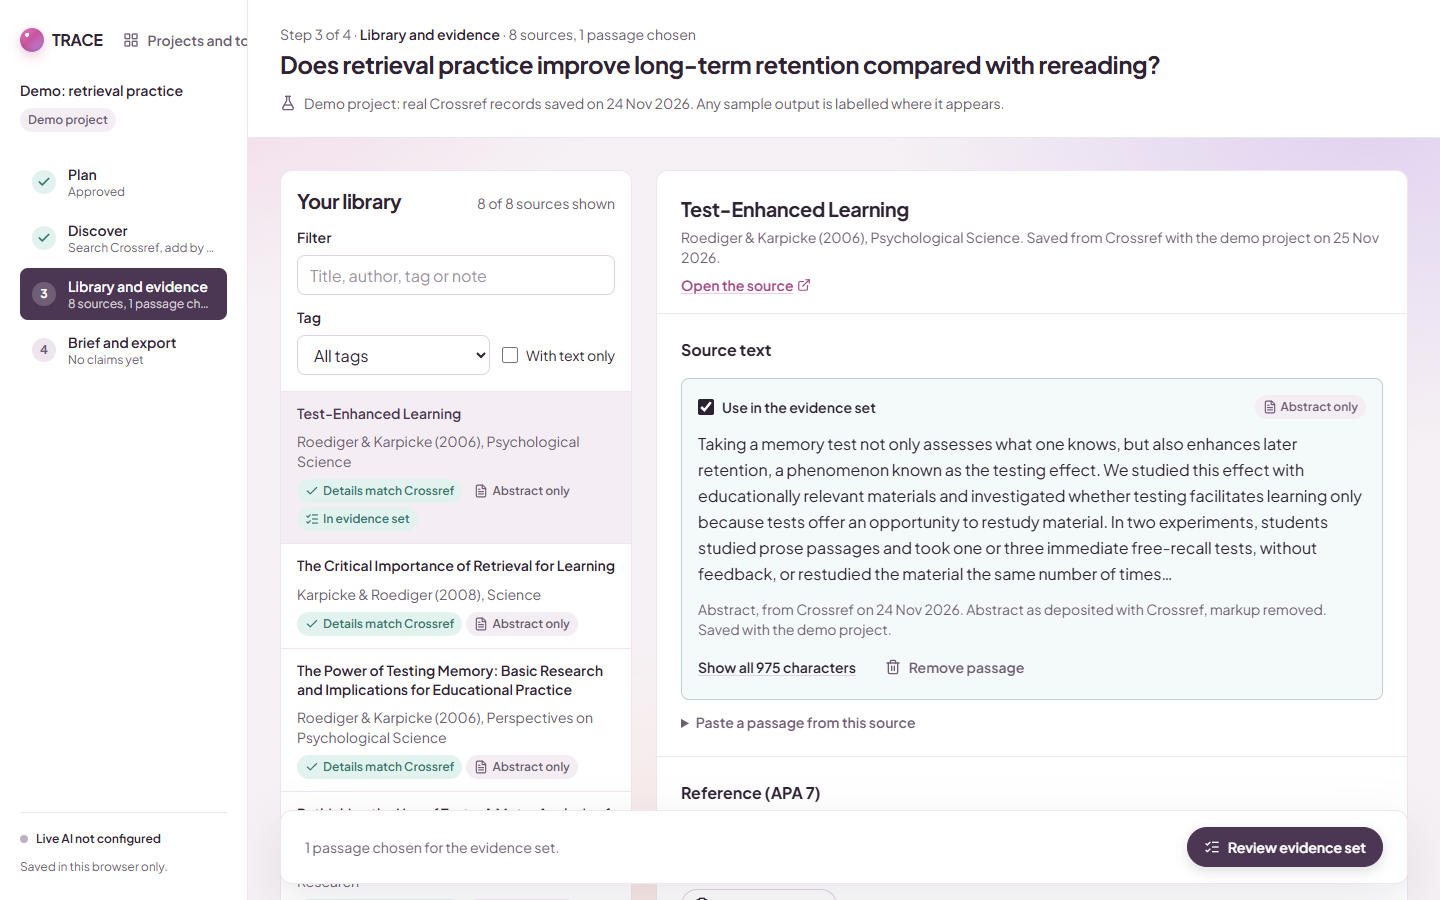 TRACE
Projects and to
Demo: retrieval practice
Demo project
Plan
Approved
Discover
Search Crossref, add by ...
3
Library and evidence
8 sources, 1 passage ch...
4
Brief and export
No claims yet
Live AI not configured
Saved in this browser only.
Step 3 of 4 · Library and evidence · 8 sources, 1 passage chosen
Does retrieval practice improve long-term retention compared with rereading?
Demo project: real Crossref records saved on 24 Nov 2026. Any sample output is labelled where it appears.
Your library
8 of 8 sources shown
Filter
Title, author, tag or note
Tag
All tags
With text only
Test-Enhanced Learning
Roediger & Karpicke (2006), Psychological
Science
Details match Crossref
Abstract only
In evidence set
The Critical Importance of Retrieval for Learning
Karpicke & Roediger (2008), Science
Details match Crossref
Abstract only
The Power of Testing Memory: Basic Research
and Implications for Educational Practice
Roediger & Karpicke (2006), Perspectives on
Psychological Science
Details match Crossref
Abstract only
Test-Enhanced Learning
Roediger & Karpicke (2006), Psychological Science. Saved from Crossref with the demo project on 25 Nov
2026.
Open the source
Source text
Use in the evidence set
Abstract only
Taking a memory test not only assesses what one knows, but also enhances later
retention, a phenomenon known as the testing effect. We studied this effect with
educationally relevant materials and investigated whether testing facilitates learning only
because tests offer an opportunity to restudy material. In two experiments, students
studied prose passages and took one or three immediate free-recall tests, without
feedback, or restudied the material the same number of times...
Abstract, from Crossref on 24 Nov 2026. Abstract as deposited with Crossref, markup removed.
Saved with the demo project.
Show all 975 characters
Remove passage
Paste a passage from this source
Reference (APA 7)
1 passage chosen for the evidence set.
Review evidence set
Research